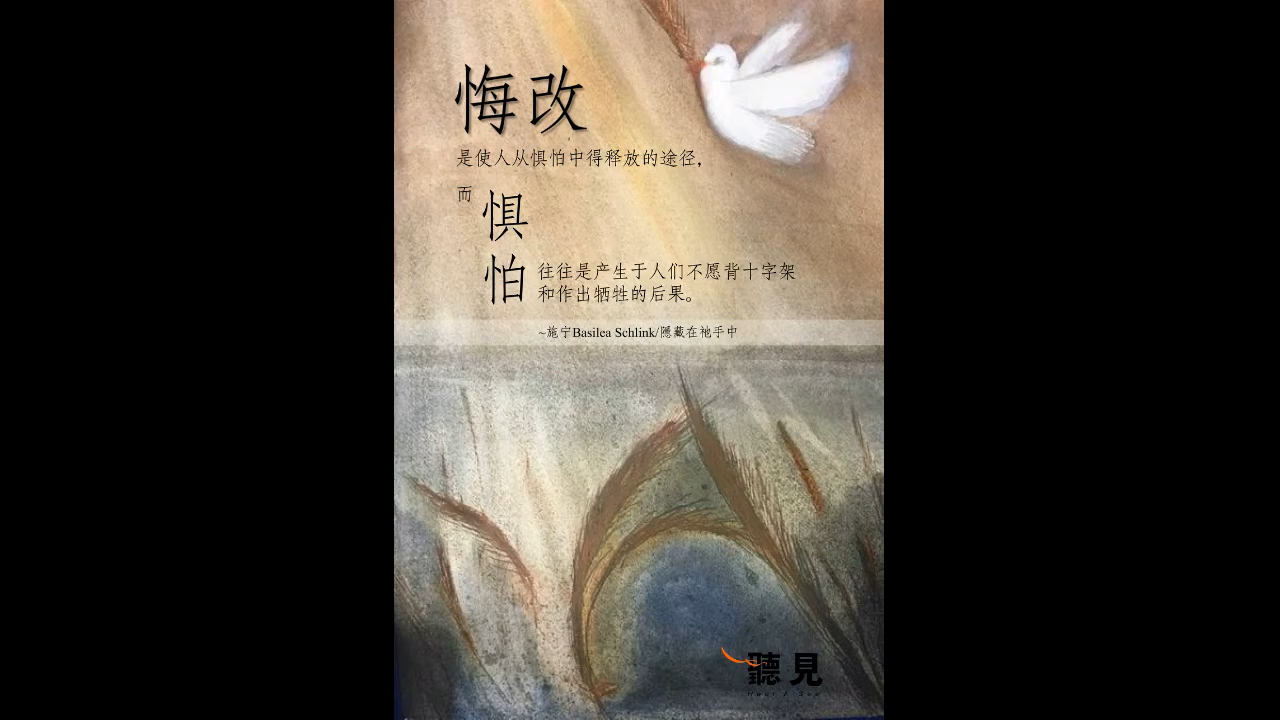 悔改
是使人从惧怕中得释放的途径,
而
惧
怕
往往是产生于人们不愿背十字架
和作出牺牲的后果。
~施宁Basilea Schlink/隱藏在祂手中
聽見
Hear & See